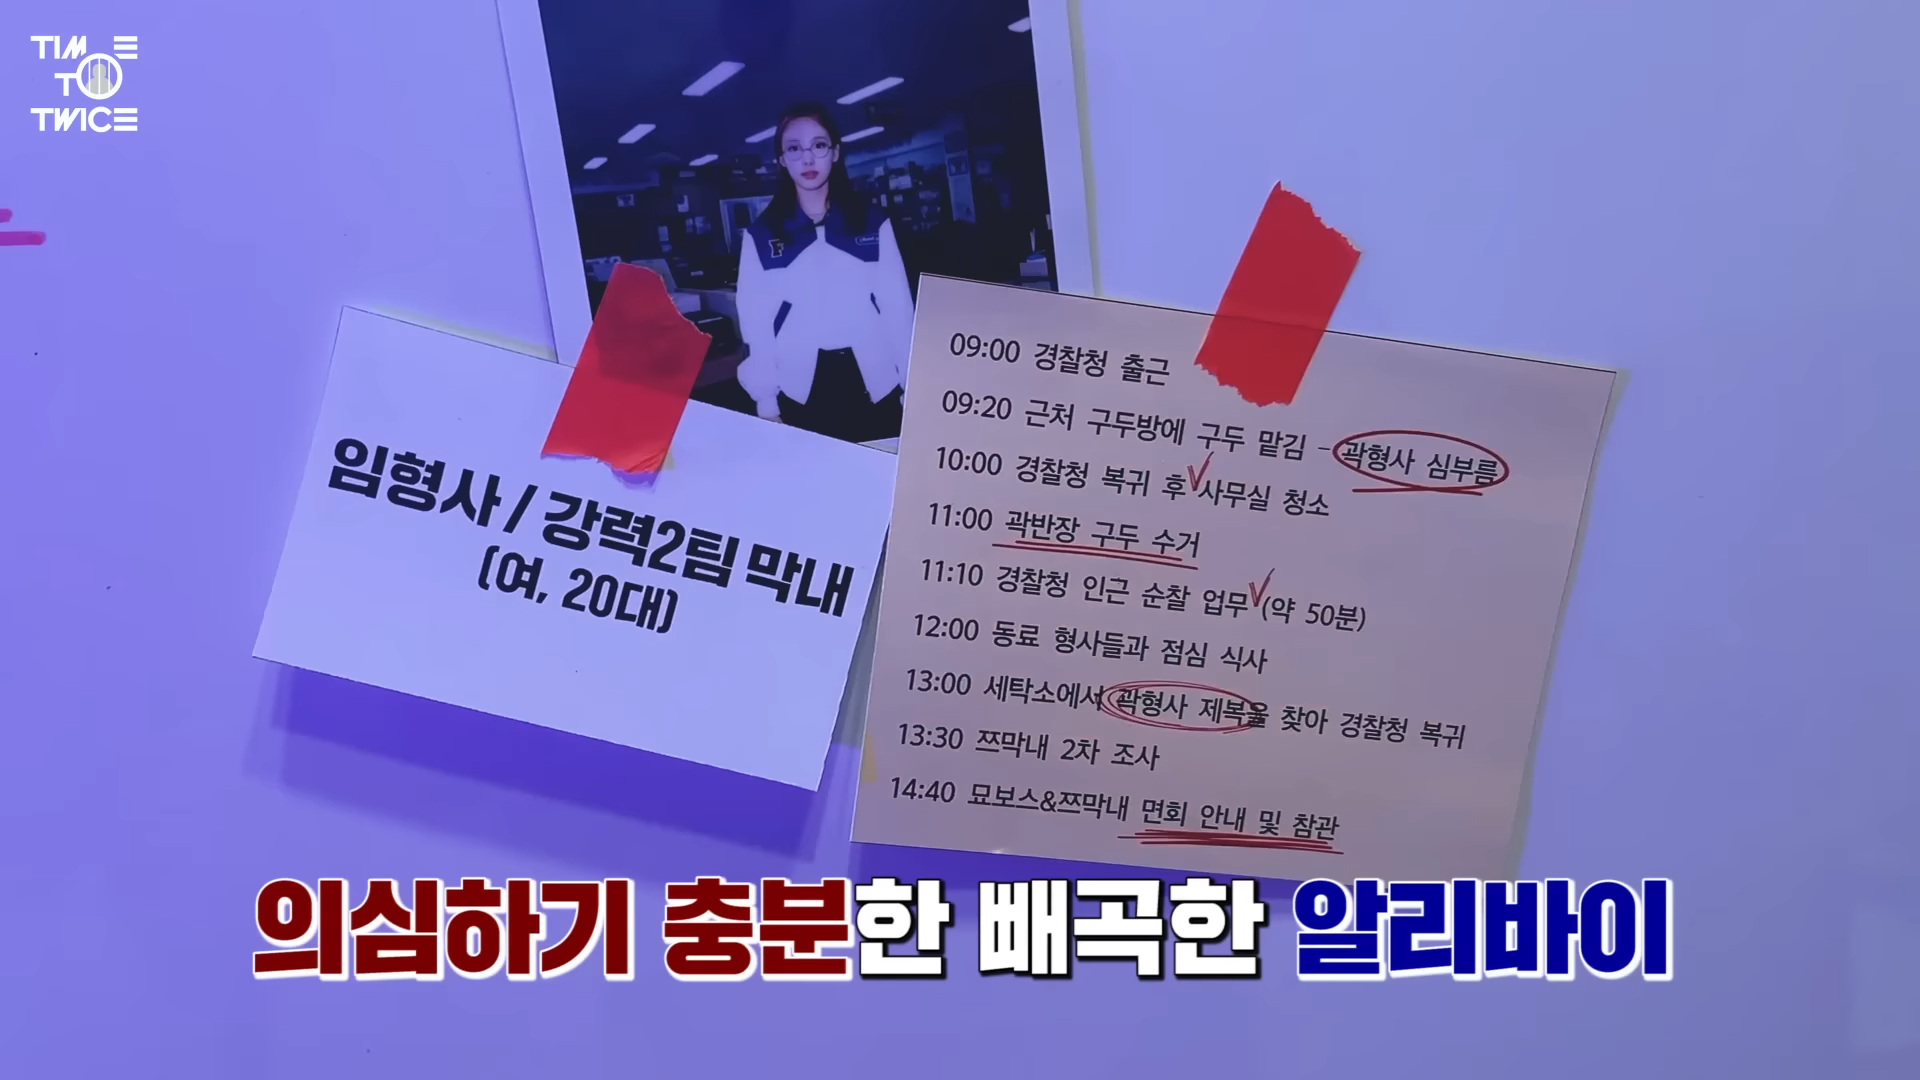 TIME
TO
TWICE
임형사 / 강력2팀 막내
(여, 20대)
09:00 경찰청 출근
09:20 근처 구두방에 구두 맡김 - 곽형사 심부름
10:00 경찰청 복귀 후 사무실 청소
11:00 곽반장 구두 수거
11:10 경찰청 인근 순찰 업무 (약 50분)
12:00 동료 형사들과 점심 식사
13:00 세탁소에서 곽형사 제복을 찾아 경찰청 복귀
13:30 쯔막내 2차 조사
14:40 묘보스&쯔막내 면회 안내 및 참관
의심하기 충분한 빼곡한 알리바이